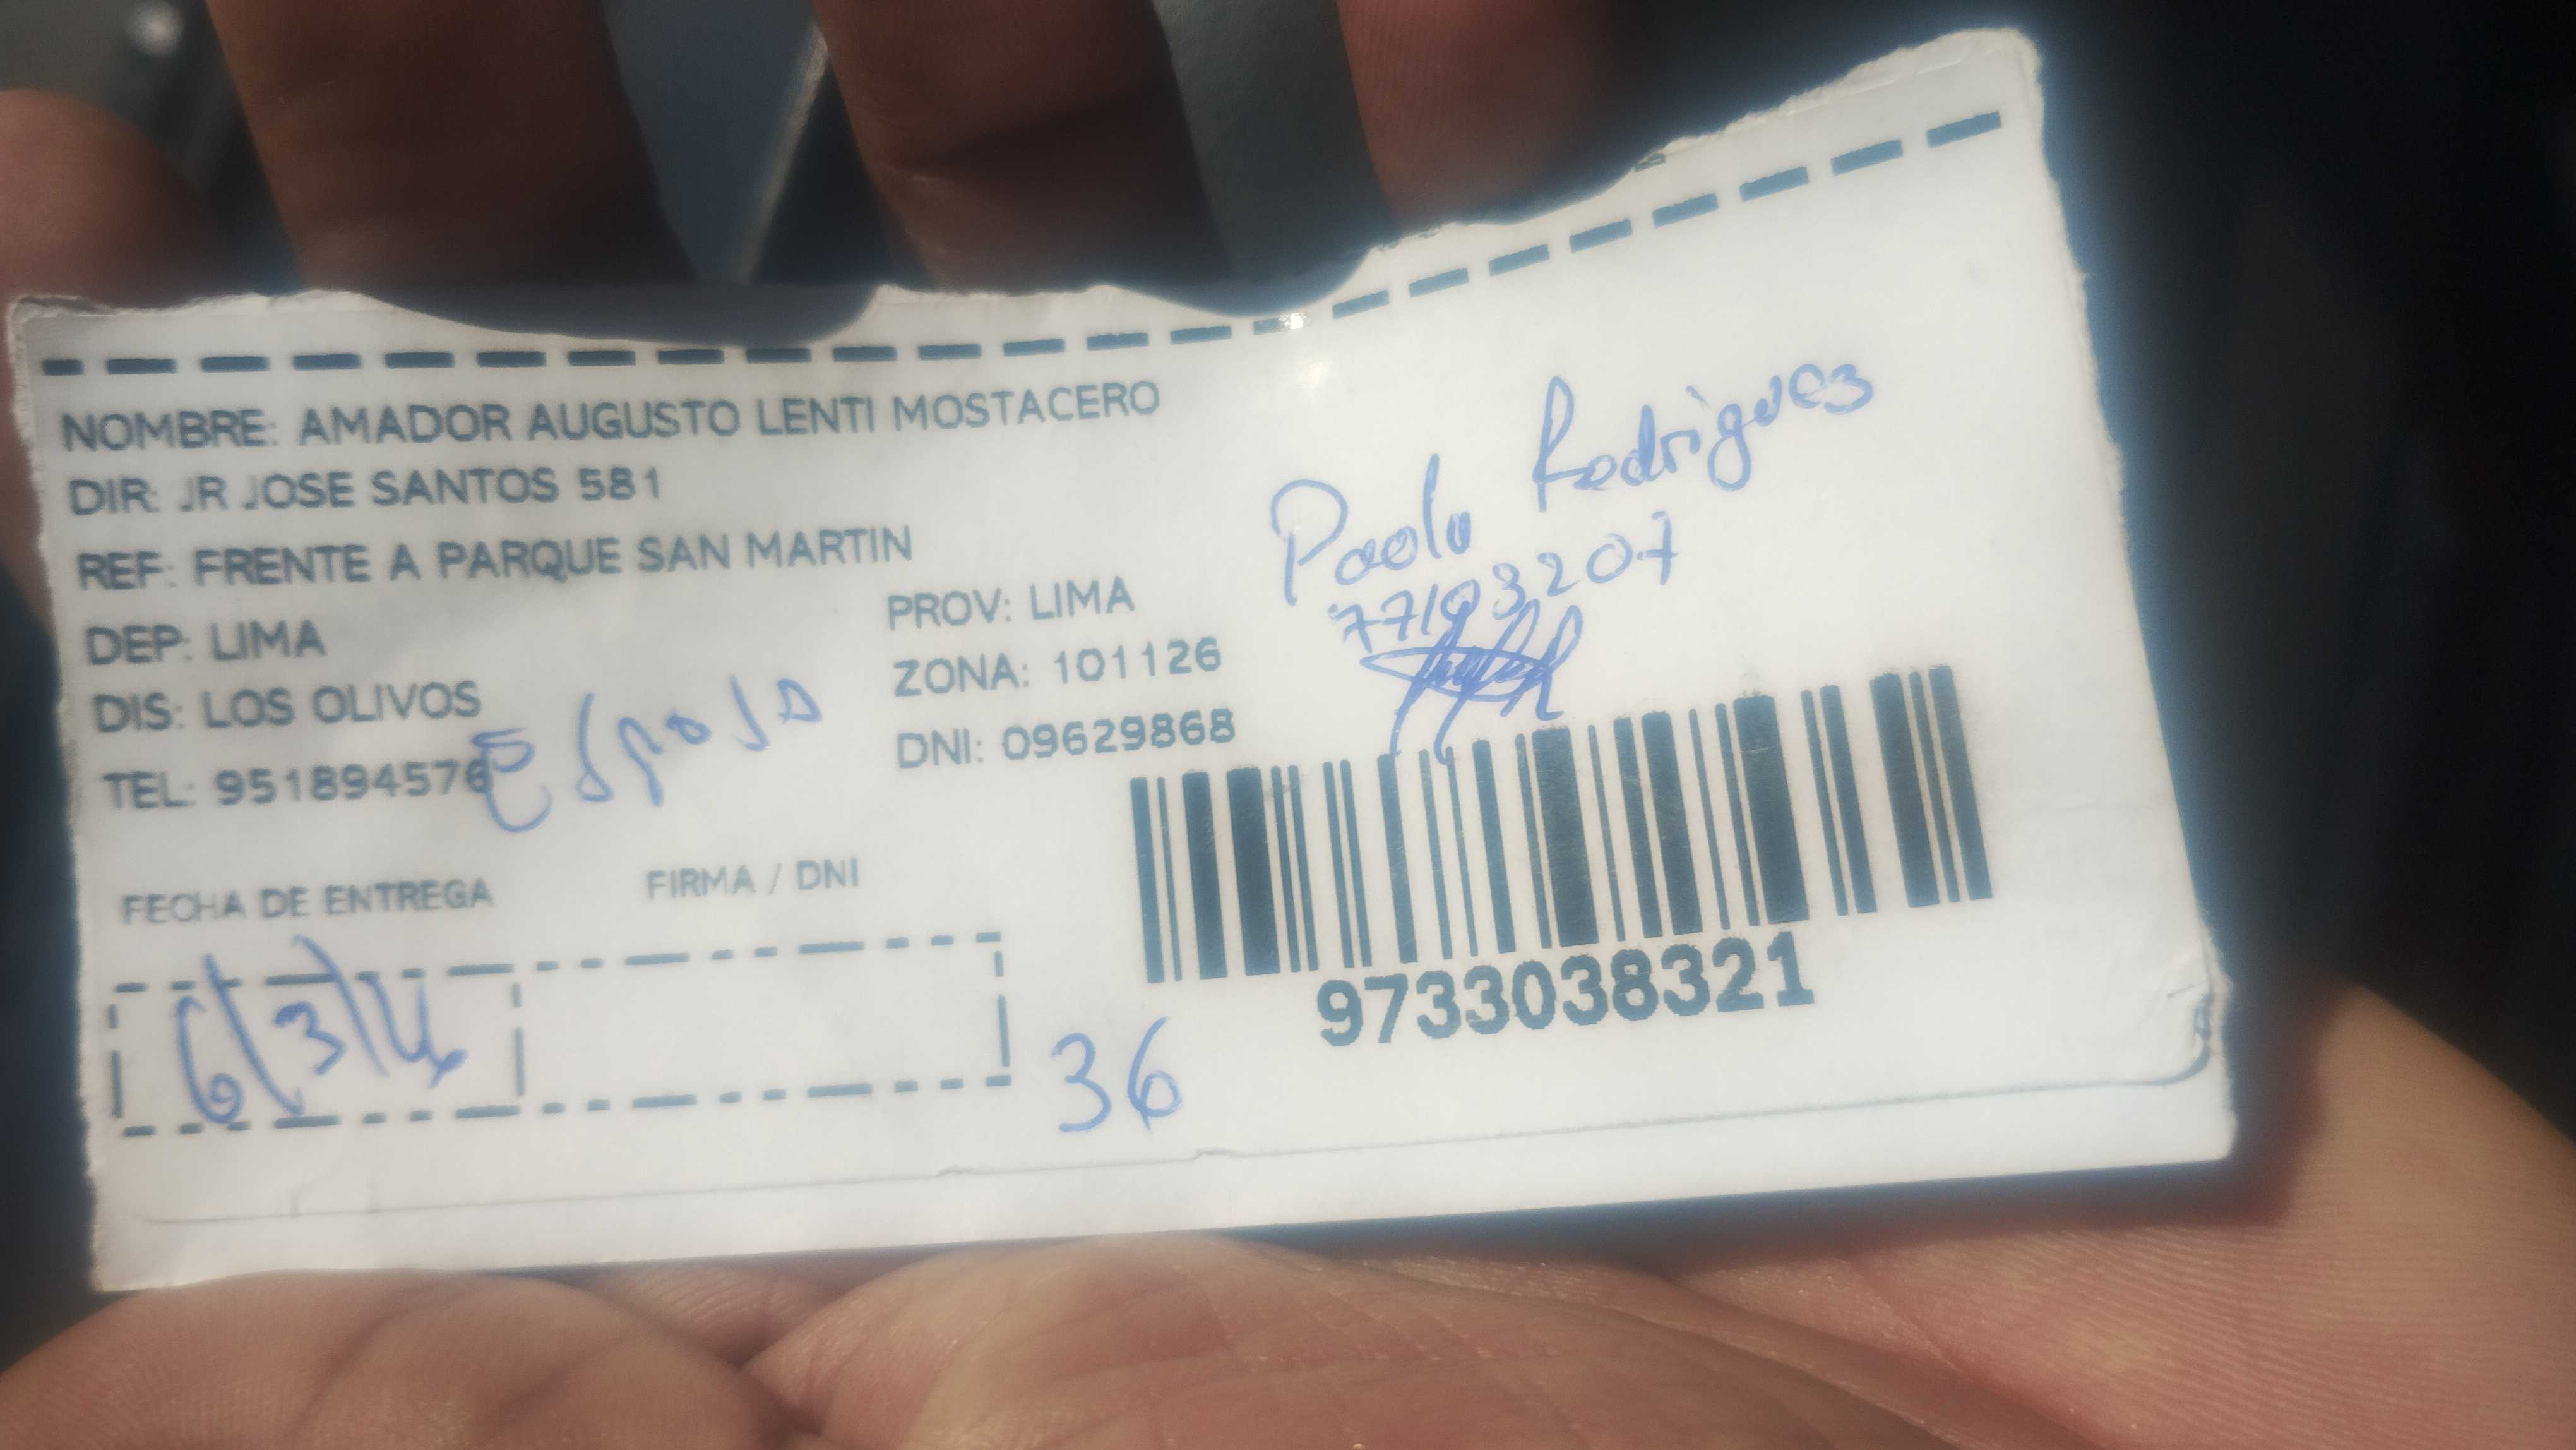 NOMBRE: AMADOR AUGUSTO LENTI MOSTACERO
DIR: JR JOSE SANTOS 581
REF: FRENTE A PARQUE SAN MARTIN
DEP: LIMA
PROV: LIMA
DIS: LOS OLIVOS
ZONA: 101126
TEL: 951894576
DNI: 09629868
Esposo
Paolo Rodrigues
77193207
FECHA DE ENTREGA
FIRMA / DNI
6/3/
36
9733038321